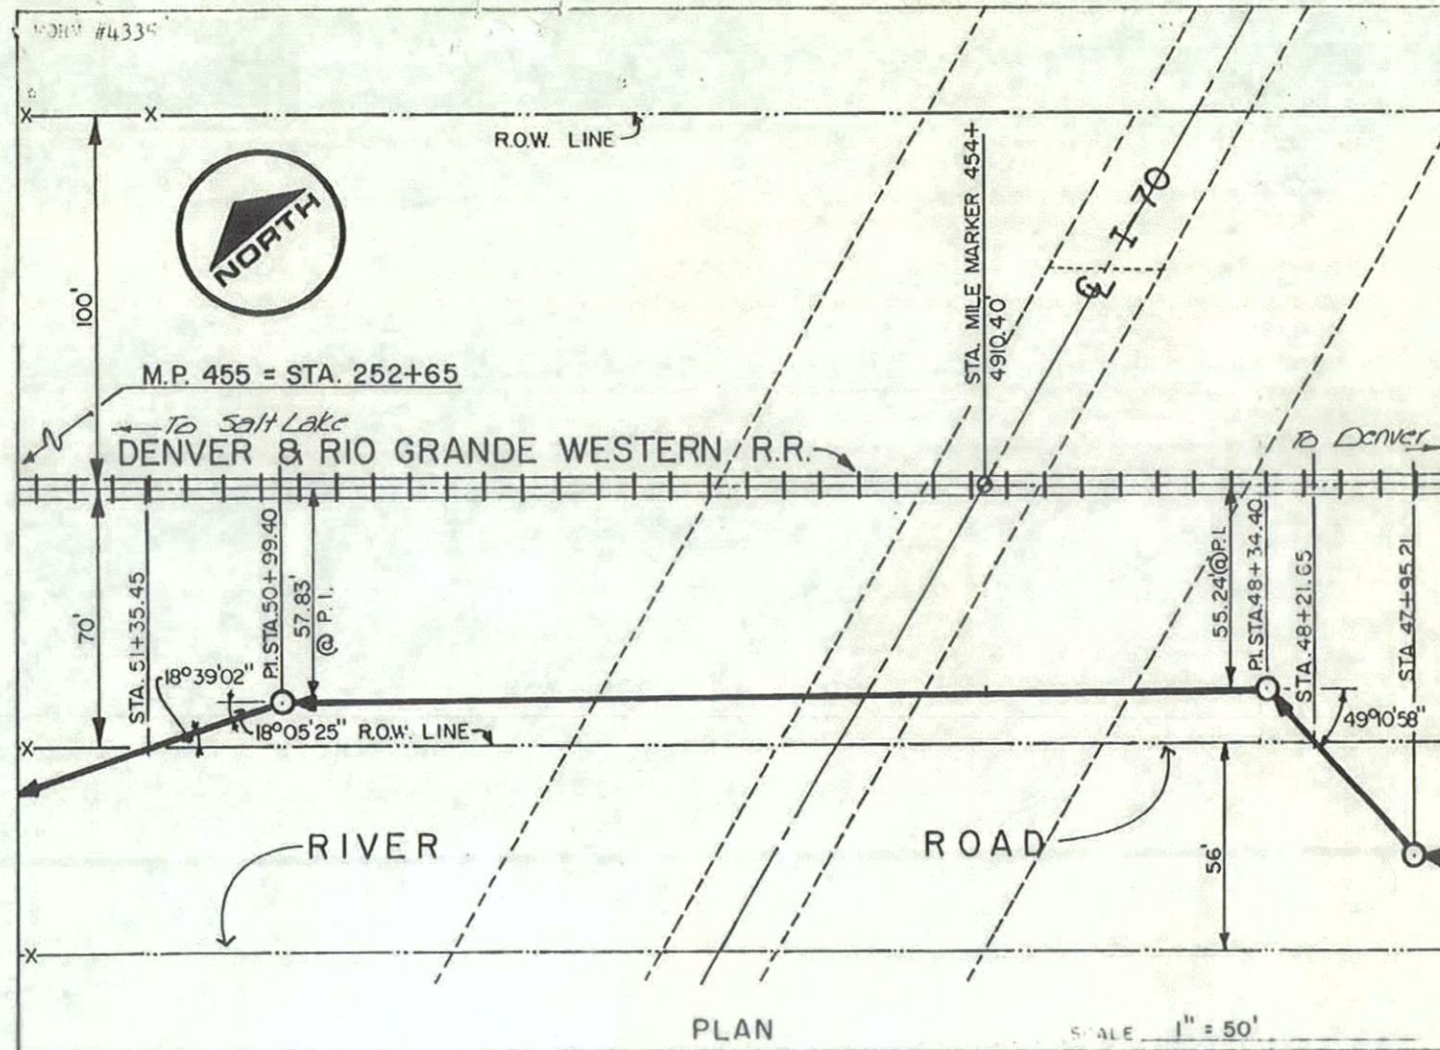 #4335
R.O.W. LINE
NORTH
100'
STA. MILE MARKER 454+
4910.40'
℄ I-70
M.P. 455 = STA. 252+65
← To Salt Lake
DENVER & RIO GRANDE WESTERN R.R.
To Denver →
70'
STA. 51+35.45
P.I. STA. 50+99.40
57.83'
@ P.I.
55.24' @ P.I.
P.I. STA. 48+34.40
STA. 48+21.65
STA. 47+95.21
18°39'02"
18°05'25"
R.O.W. LINE
49°10'58"
RIVER
ROAD
56'
PLAN
SCALE 1" = 50'